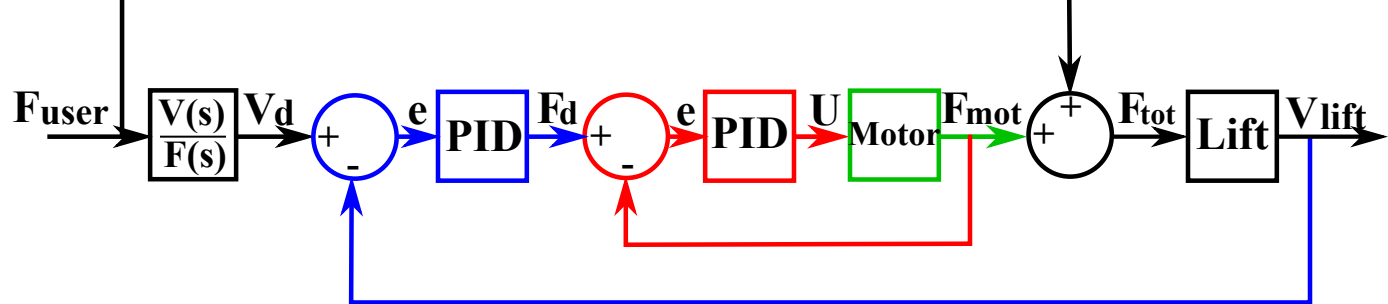 Fuser
V(s)
F(s)
Vd
+
-
e
PID
Fd
+
-
e
PID
U
Motor
Fmot
+
+
Ftot
Lift
Vlift